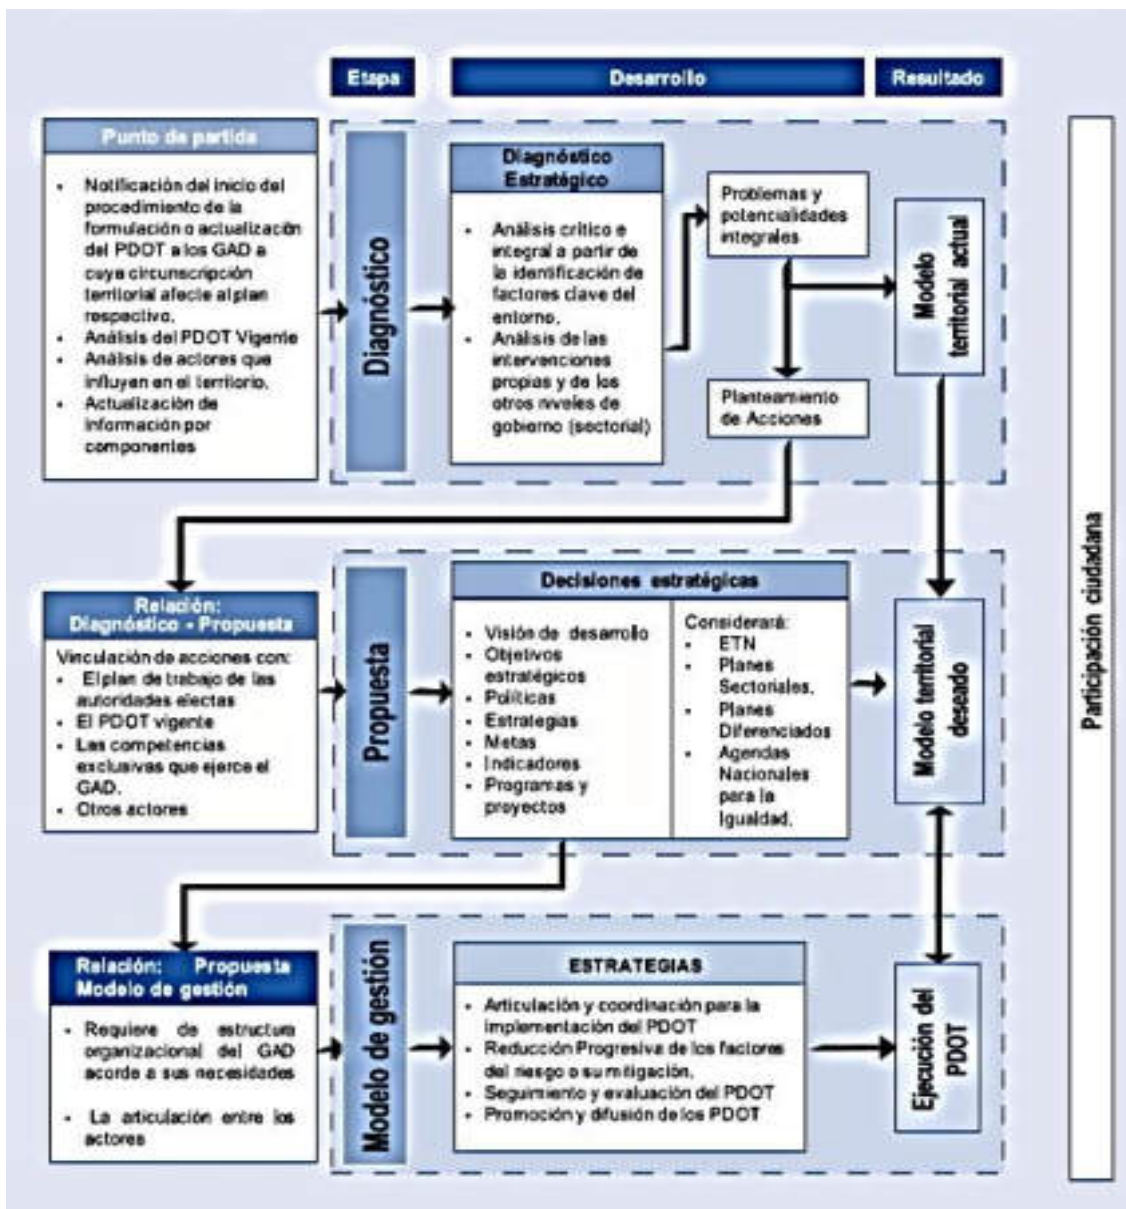 Etapa
Desarrollo
Resultado
Punto de partida
• Notificación del inicio del
procedimiento de la
formulación o actualización
del PDOT a los GAD a
cuya circunscripción
territorial afecte al plan
respectivo.
• Análisis del PDOT Vigente
• Análisis de actores que
influyen en el territorio.
• Actualización de
información por
componentes
Diagnóstico
Diagnóstico
Estratégico
• Análisis crítico e
integral a partir de
la identificación de
factores clave del
entorno.
• Análisis de las
intervenciones
propias y de los
otros niveles de
gobierno (sectorial)
Problemas y
potencialidades
integrales
Planteamiento
de Acciones
Modelo
territorial actual
Relación:
Diagnóstico - Propuesta
Vinculación de acciones con:
• El plan de trabajo de las
autoridades electas
• El PDOT vigente
• Las competencias
exclusivas que ejerce el
GAD.
• Otros actores
Propuesta
Decisiones estratégicas
• Visión de desarrollo
• Objetivos
estratégicos
• Políticas
• Estrategias
• Metas
• Indicadores
• Programas y
proyectos
Considerará:
• ETN
• Planes
Sectoriales.
• Planes
Diferenciados
• Agendas
Nacionales
para la
Igualdad.
Modelo territorial
deseado
Relación: Propuesta
Modelo de gestión
• Requiere de estructura
organizacional del GAD
acorde a sus necesidades
• La articulación entre los
actores
Modelo de gestión
ESTRATEGIAS
• Articulación y coordinación para la
implementación del PDOT
• Reducción Progresiva de los factores
del riesgo o su mitigación.
• Seguimiento y evaluación del PDOT
• Promoción y difusión de los PDOT
Ejecución del
PDOT
Participación ciudadana